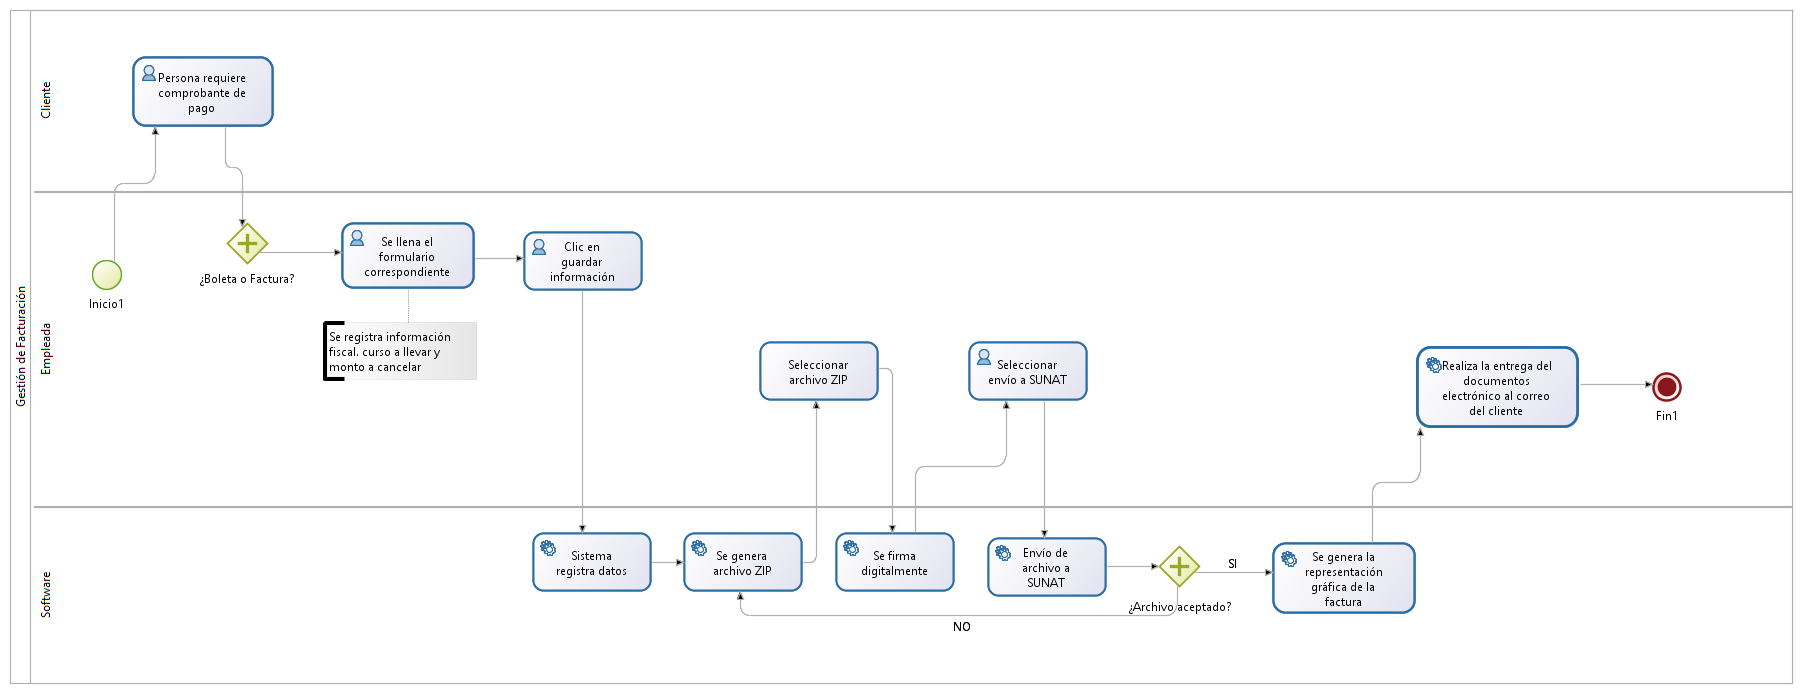 Gestión de Facturación
Cliente
Persona requiere
comprobante de
pago
Empleada
Inicio1
¿Boleta o Factura?
Se llena el
formulario
correspondiente
Se registra información
fiscal. curso a llevar y
monto a cancelar
Clic en
guardar
información
Seleccionar
archivo ZIP
Seleccionar
envío a SUNAT
Realiza la entrega del
documentos
electrónico al correo
del cliente
Fin1
Software
Sistema
registra datos
Se genera
archivo ZIP
Se firma
digitalmente
Envío de
archivo a
SUNAT
¿Archivo aceptado?
SI
NO
Se genera la
representación
gráfica de la
factura